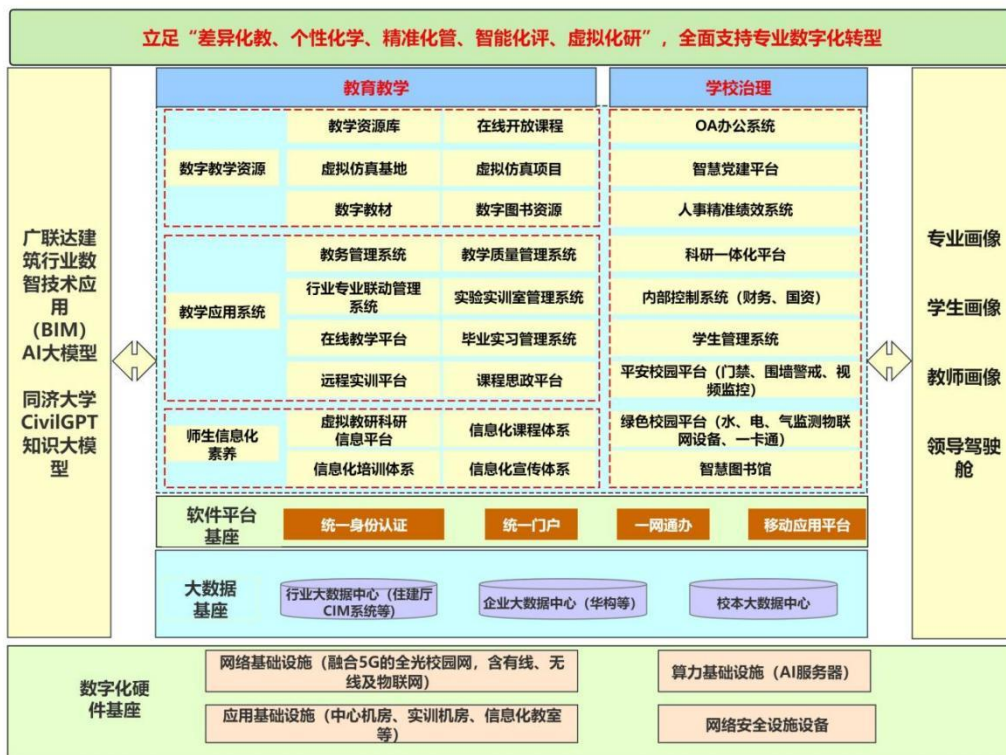 立足“差异化教、个性化学、精准化管、智能化评、虚拟化研”，全面支持专业数字化转型
广联达建
筑行业数
智技术应
用
（BIM）
AI大模型
同济大学
CivilGPT
知识大模
型
教育教学
数字教学资源
教学资源库
在线开放课程
虚拟仿真基地
虚拟仿真项目
数字教材
数字图书资源
教学应用系统
教务管理系统
教学质量管理系统
行业专业联动管理
系统
实验实训室管理系统
在线教学平台
毕业实习管理系统
远程实训平台
课程思政平台
师生信息化
素养
虚拟教研科研
信息平台
信息化课程体系
信息化培训体系
信息化宣传体系
学校治理
OA办公系统
智慧党建平台
人事精准绩效系统
科研一体化平台
内部控制系统（财务、国资）
学生管理系统
平安校园平台（门禁、围墙警戒、视
频监控）
绿色校园平台（水、电、气监测物联
网设备、一卡通）
智慧图书馆
专业画像
学生画像
教师画像
领导驾驶
舱
软件平台
基座
统一身份认证
统一门户
一网通办
移动应用平台
大数据
基座
行业大数据中心（住建厅
CIM系统等）
企业大数据中心（华构等）
校本大数据中心
数字化硬
件基座
网络基础设施（融合5G的全光校园网，含有线、无
线及物联网）
算力基础设施（AI服务器）
应用基础设施（中心机房、实训机房、信息化教室
等）
网络安全设施设备